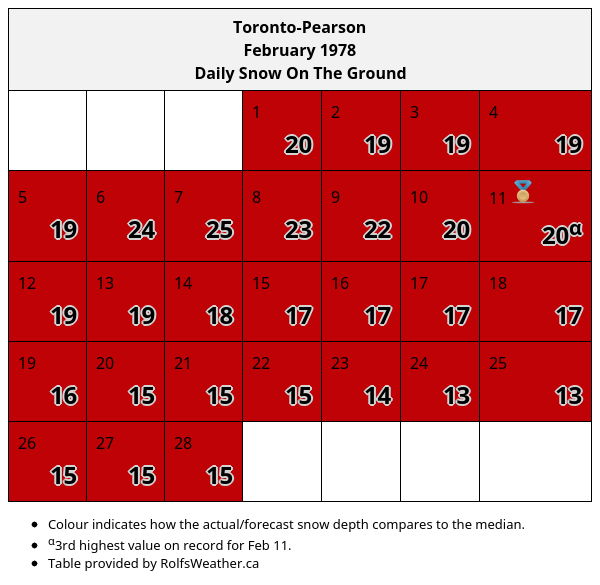 Toronto-Pearson
February 1978
Daily Snow On The Ground
1 2 3 4
20 19 19 19
5 6 7 8 9 10 11
19 24 25 23 22 20 20α
12 13 14 15 16 17 18
19 19 18 17 17 17 17
19 20 21 22 23 24 25
16 15 15 15 14 13 13
26 27 28
15 15 15
• Colour indicates how the actual/forecast snow depth compares to the median.
• α3rd highest value on record for Feb 11.
• Table provided by RolfsWeather.ca